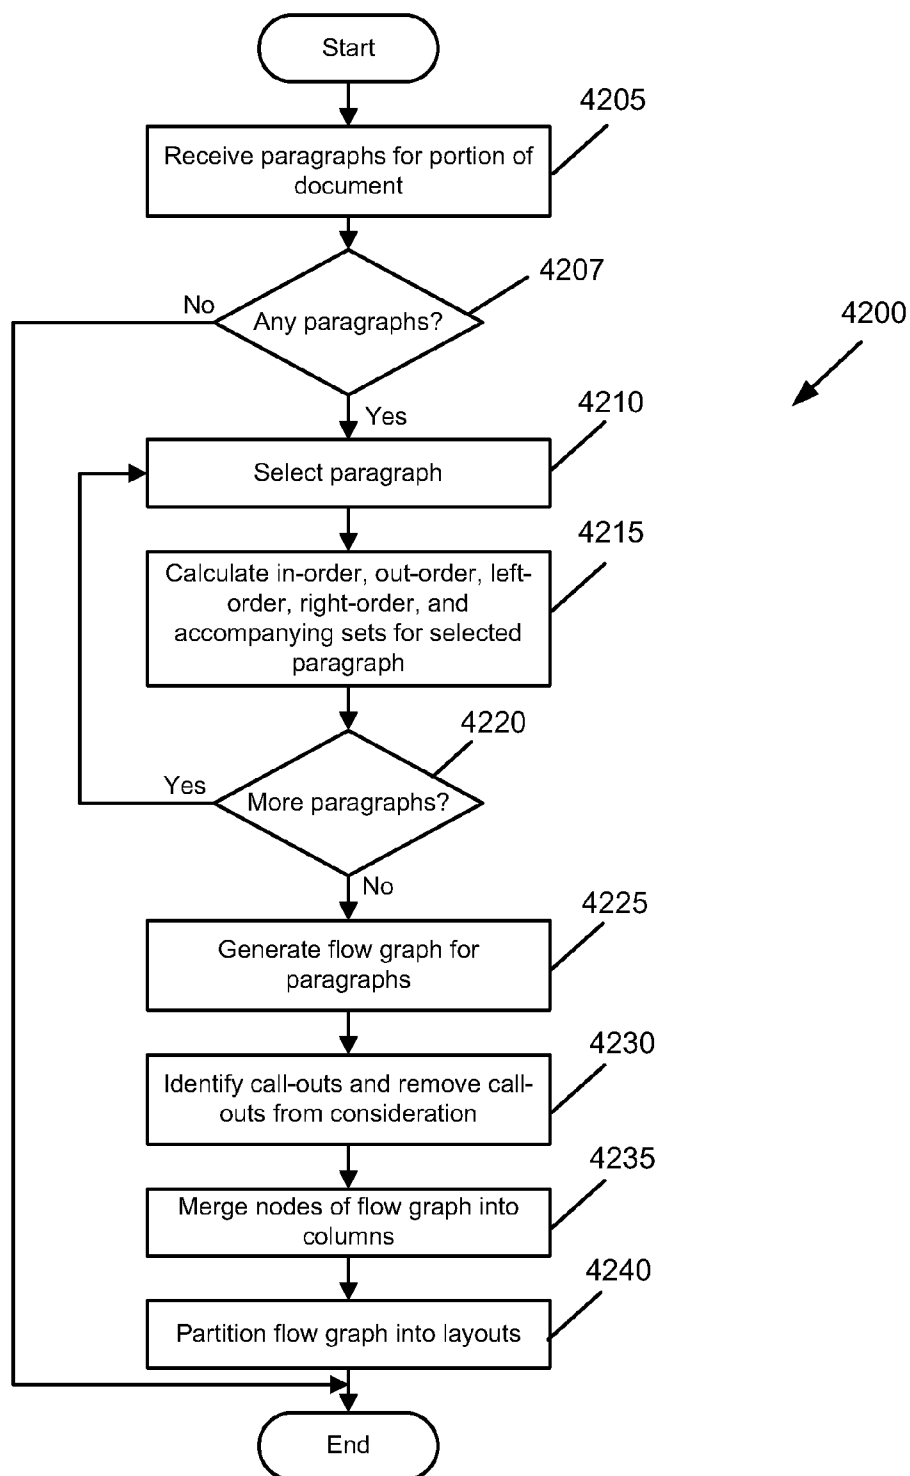 Start
4205
Receive paragraphs for portion of
document
4207
No
Any paragraphs?
4200
Yes
4210
Select paragraph
4215
Calculate in-order, out-order, left-
order, right-order, and
accompanying sets for selected
paragraph
4220
Yes
More paragraphs?
No
4225
Generate flow graph for
paragraphs
4230
Identify call-outs and remove call-
outs from consideration
4235
Merge nodes of flow graph into
columns
4240
Partition flow graph into layouts
End